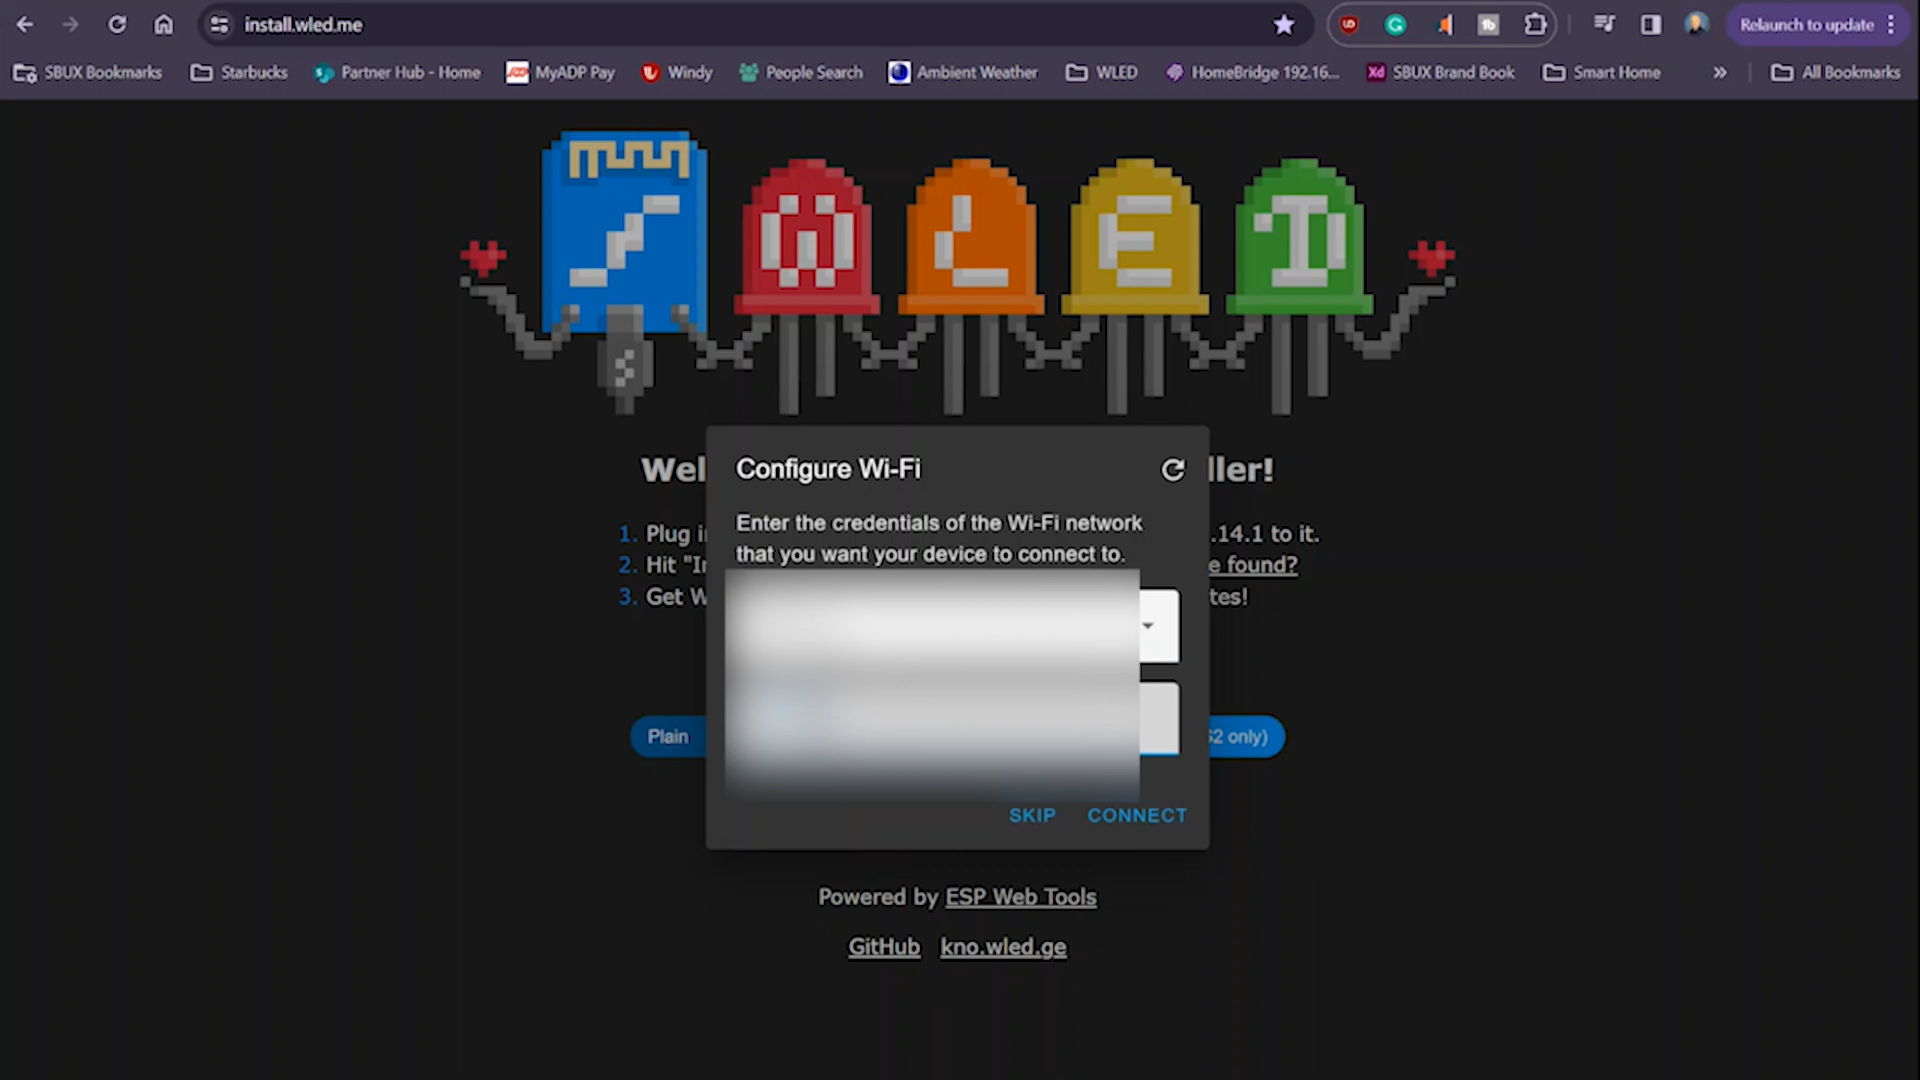 install.wled.me
Relaunch to update
SBUX Bookmarks
Starbucks
Partner Hub - Home
MyADP Pay
Windy
People Search
Ambient Weather
WLED
HomeBridge 192.16...
SBUX Brand Book
Smart Home
All Bookmarks
WLED
Wel
ller!
Configure Wi-Fi
Enter the credentials of the Wi-Fi network
that you want your device to connect to.
1. Plug i
.14.1 to it.
2. Hit "I
e found?
3. Get W
tes!
Plain
S2 only)
SKIP CONNECT
Powered by ESP Web Tools
GitHub kno.wled.ge